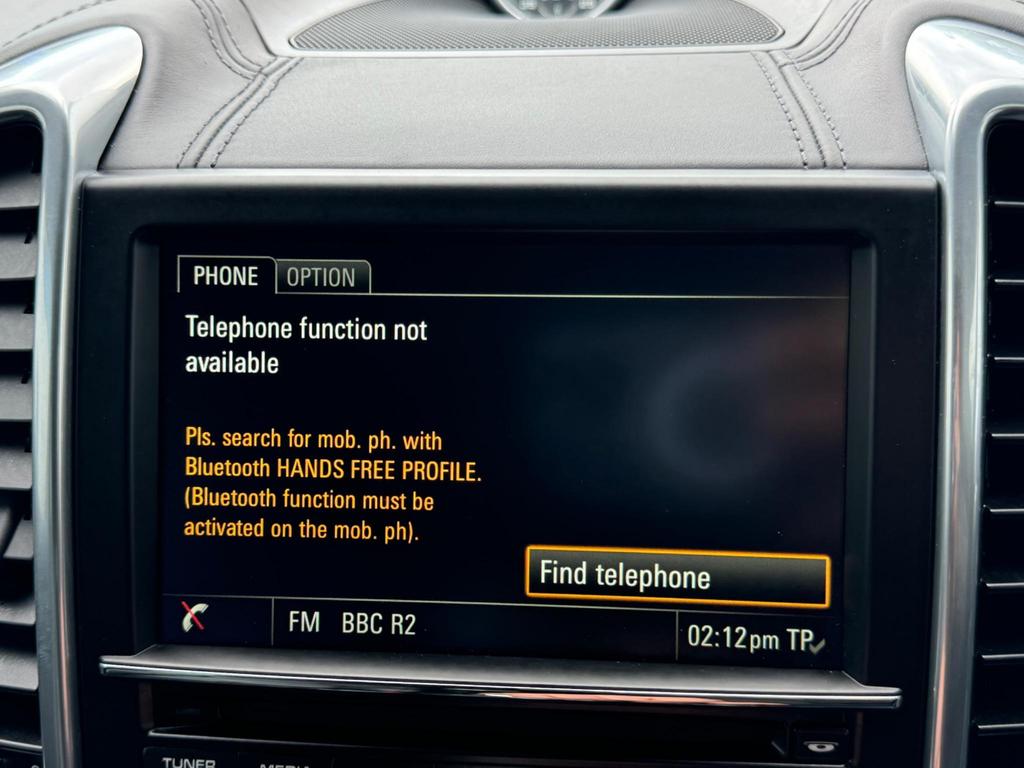 PHONE OPTION
Telephone function not
available
Pls. search for mob. ph. with
Bluetooth HANDS FREE PROFILE.
(Bluetooth function must be
activated on the mob. ph).
Find telephone
FM BBC R2 02:12pm TP
TUNER MEDIA